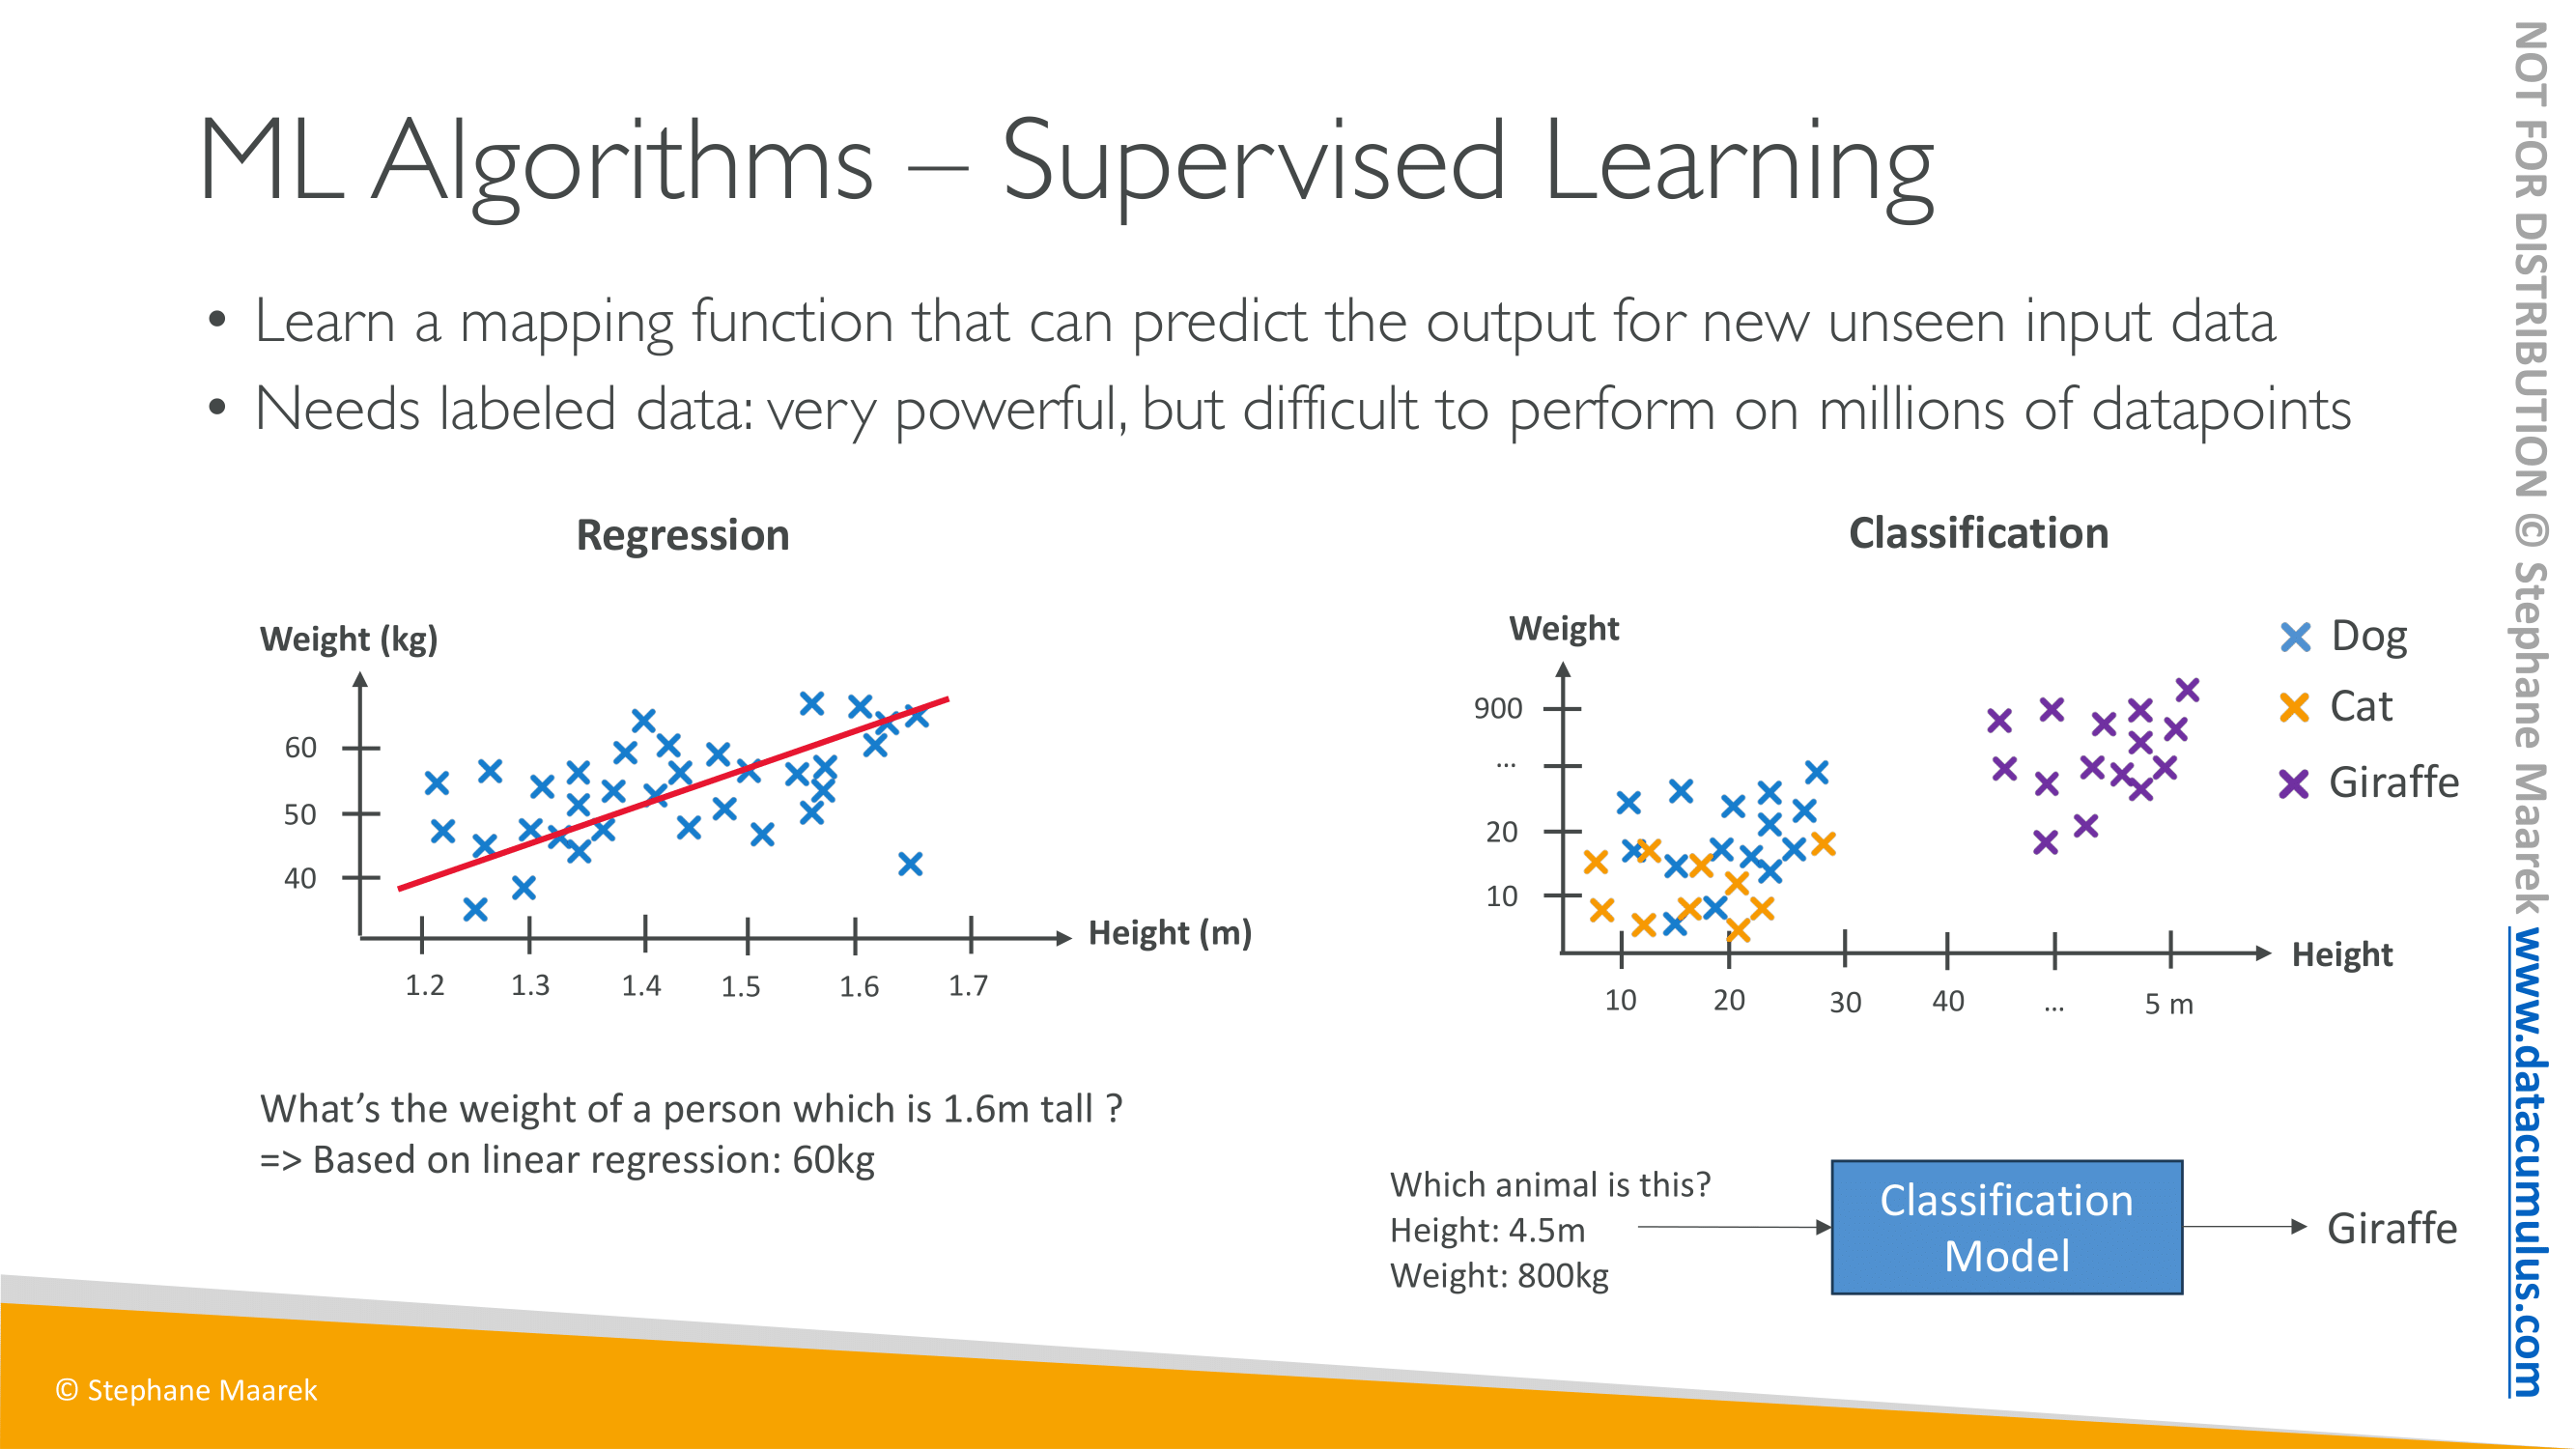 ML Algorithms – Supervised Learning
• Learn a mapping function that can predict the output for new unseen input data
• Needs labeled data: very powerful, but difficult to perform on millions of datapoints
Regression
Weight (kg)
60
50
40
1.2 1.3 1.4 1.5 1.6 1.7
Height (m)
What’s the weight of a person which is 1.6m tall ?
=> Based on linear regression: 60kg
Classification
Weight
900
...
20
10
10 20 30 40 ... 5 m
Height
Dog
Cat
Giraffe
Which animal is this?
Height: 4.5m
Weight: 800kg
Classification
Model
Giraffe
© Stephane Maarek
NOT FOR DISTRIBUTION © Stephane Maarek www.datacumulus.com